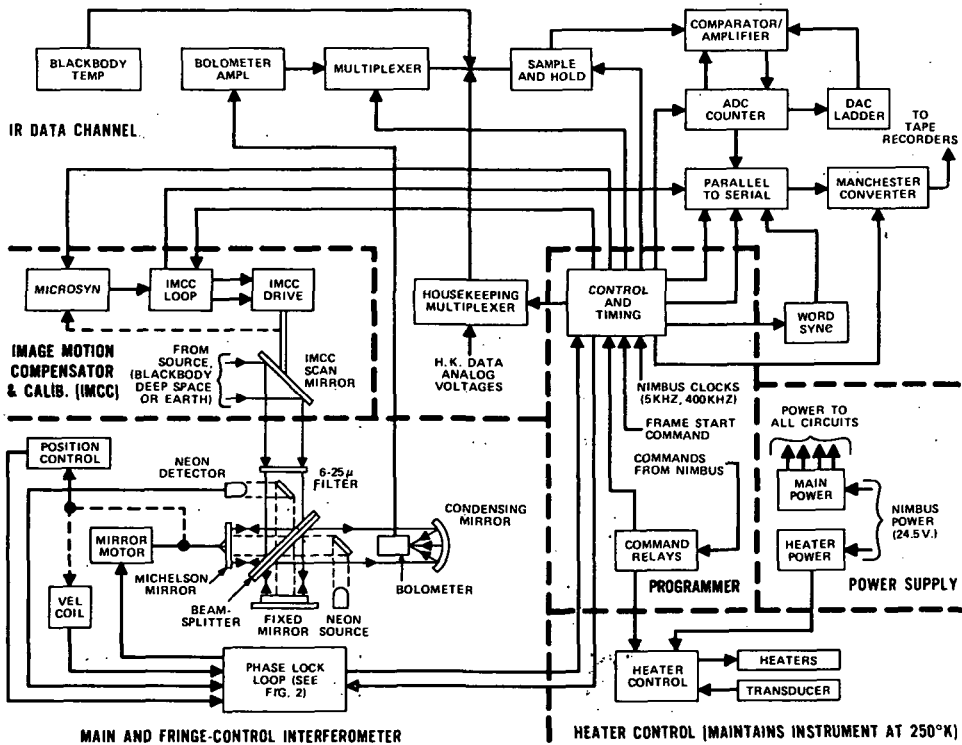 BLACKBODY
TEMP
BOLOMETER
AMPL
MULTIPLEXER
SAMPLE
AND HOLD
COMPARATOR/
AMPLIFIER
ADC
COUNTER
DAC
LADDER
TO
TAPE
RECORDERS
IR DATA CHANNEL
PARALLEL
TO SERIAL
MANCHESTER
CONVERTER
MICROSYN
IMCC
LOOP
IMCC
DRIVE
HOUSEKEEPING
MULTIPLEXER
CONTROL
AND
TIMING
WORD
SYNC
IMAGE MOTION
COMPENSATOR
& CALIB. (IMCC)
FROM
SOURCE,
(BLACKBODY,
DEEP SPACE
OR EARTH)
IMCC
SCAN
MIRROR
H.K. DATA
ANALOG
VOLTAGES
NIMBUS CLOCKS
(5KHZ, 400KHZ)
FRAME START
COMMAND
COMMANDS
FROM NIMBUS
POWER TO
ALL CIRCUITS
MAIN
POWER
NIMBUS
POWER
(24.5 V.)
HEATER
POWER
POSITION
CONTROL
NEON
DETECTOR
6-25μ
FILTER
CONDENSING
MIRROR
MIRROR
MOTOR
MICHELSON
MIRROR
BOLOMETER
COMMAND
RELAYS
PROGRAMMER
POWER SUPPLY
VEL
COIL
BEAM-
SPLITTER
FIXED
MIRROR
NEON
SOURCE
PHASE LOCK
LOOP (SEE
FIG. 2)
HEATER
CONTROL
HEATERS
TRANSDUCER
MAIN AND FRINGE-CONTROL INTERFEROMETER
HEATER CONTROL (MAINTAINS INSTRUMENT AT 250°K)